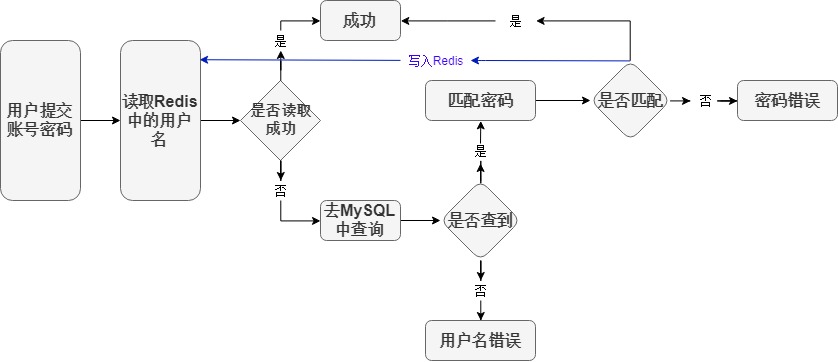 用户提交
账号密码
读取Redis
中的用户
名
是否读取
成功
是
成功
是
写入Redis
否
去MySQL
中查询
是否查到
是
匹配密码
是否匹配
否
密码错误
否
用户名错误